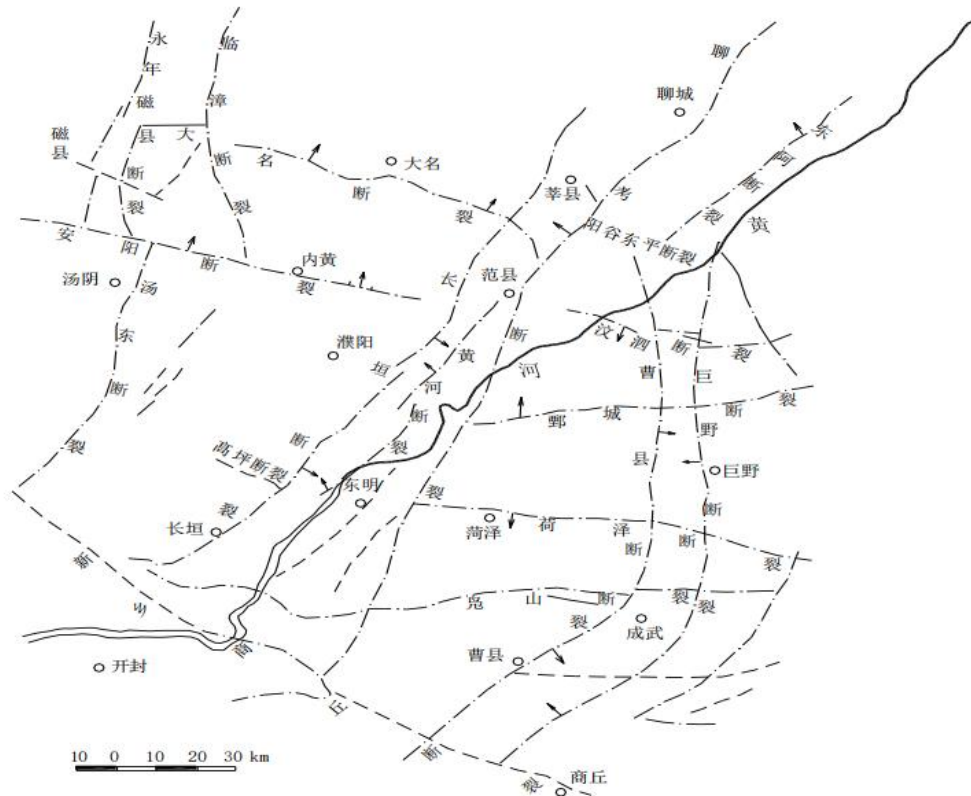 永年断裂
临漳断裂
磁县
磁县断裂
大名断裂
大名
聊城
聊考断裂
莘县
东阿断裂
阳谷东平断裂
黄河
安阳断裂
内黄
汤阴
汤东断裂
范县
濮阳
长垣断裂
黄河断裂
汶泗断裂
鄄城断裂
曹县断裂
巨野断裂
巨野
高坪断裂
东明
长垣
菏泽
荷泽断裂
凫山断裂
成武
曹县
新乡商丘断裂
开封
商丘
10 0 10 20 30 km